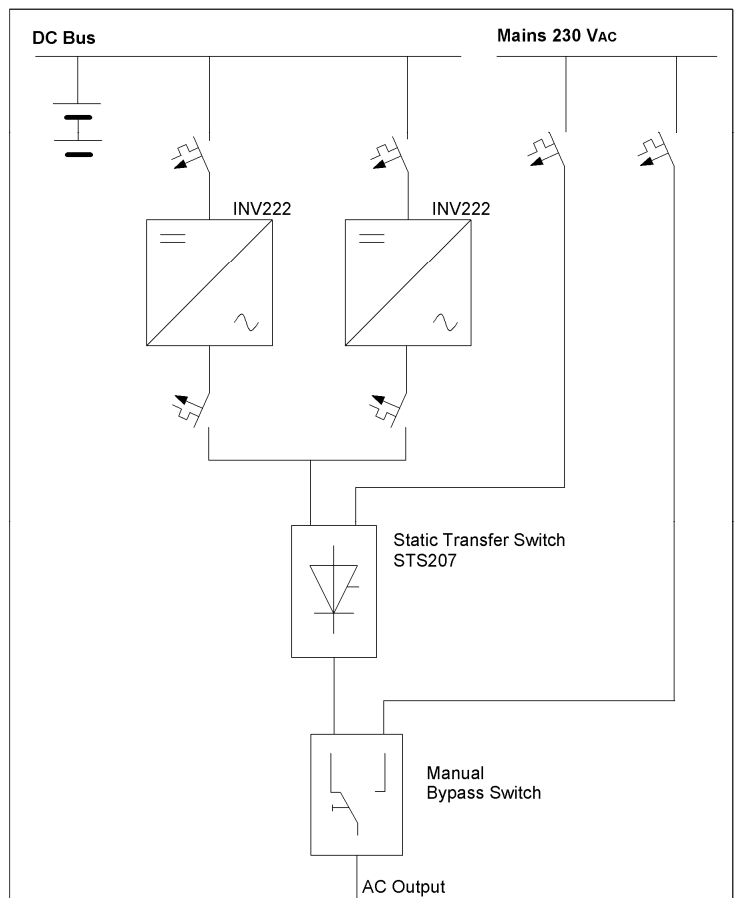 DC Bus
Mains 230 VAC
INV222
INV222
Static Transfer Switch
STS207
Manual
Bypass Switch
AC Output